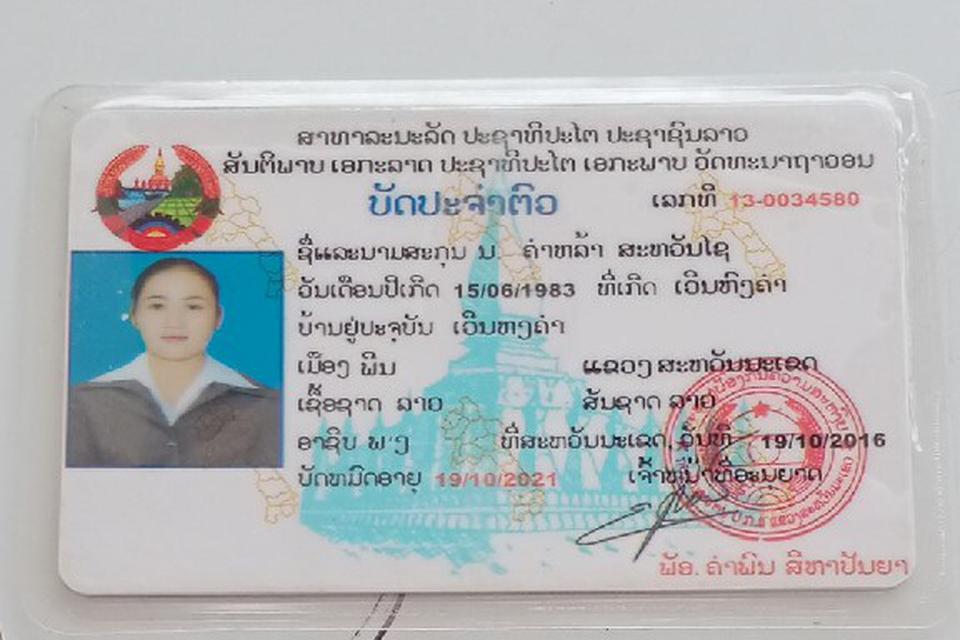 ສາທາລະນະລັດ ປະຊາທິປະໄຕ ປະຊາຊົນລາວ
ສັນຕິພາບ ເອກະລາດ ປະຊາທິປະໄຕ ເອກະພາບ ວັດທະນາຖາວອນ
ບັດປະຈຳຕົວ ເລກທີ 13-0034580
ຊື່ແລະນາມສະກຸນ ນ. ຄຳຫລ້າ ສະຫວັນໄຊ
ວັນເດືອນປີເກີດ 15/06/1983 ທີ່ເກີດ ເວີນຫົງຄຳ
ບ້ານຢູ່ປະຈຸບັນ ເວີນຫງຄຳ
ເມືອງ ພີນ ແຂວງ ສະຫວັນນະເຂດ
ເຊື້ອຊາດ ລາວ ສັນຊາດ ລາວ
ອາຊິບ ທີ່ສະຫວັນນະເຂດ, ວັນທີ 19/10/2016
ບັດຫມົດອາຍຸ 19/10/2021 ເຈົ້າຫນ້າທີ່ອະນຸຍາດ
ພັອ. ຄຳພົນ ສີຫາປັນຍາ